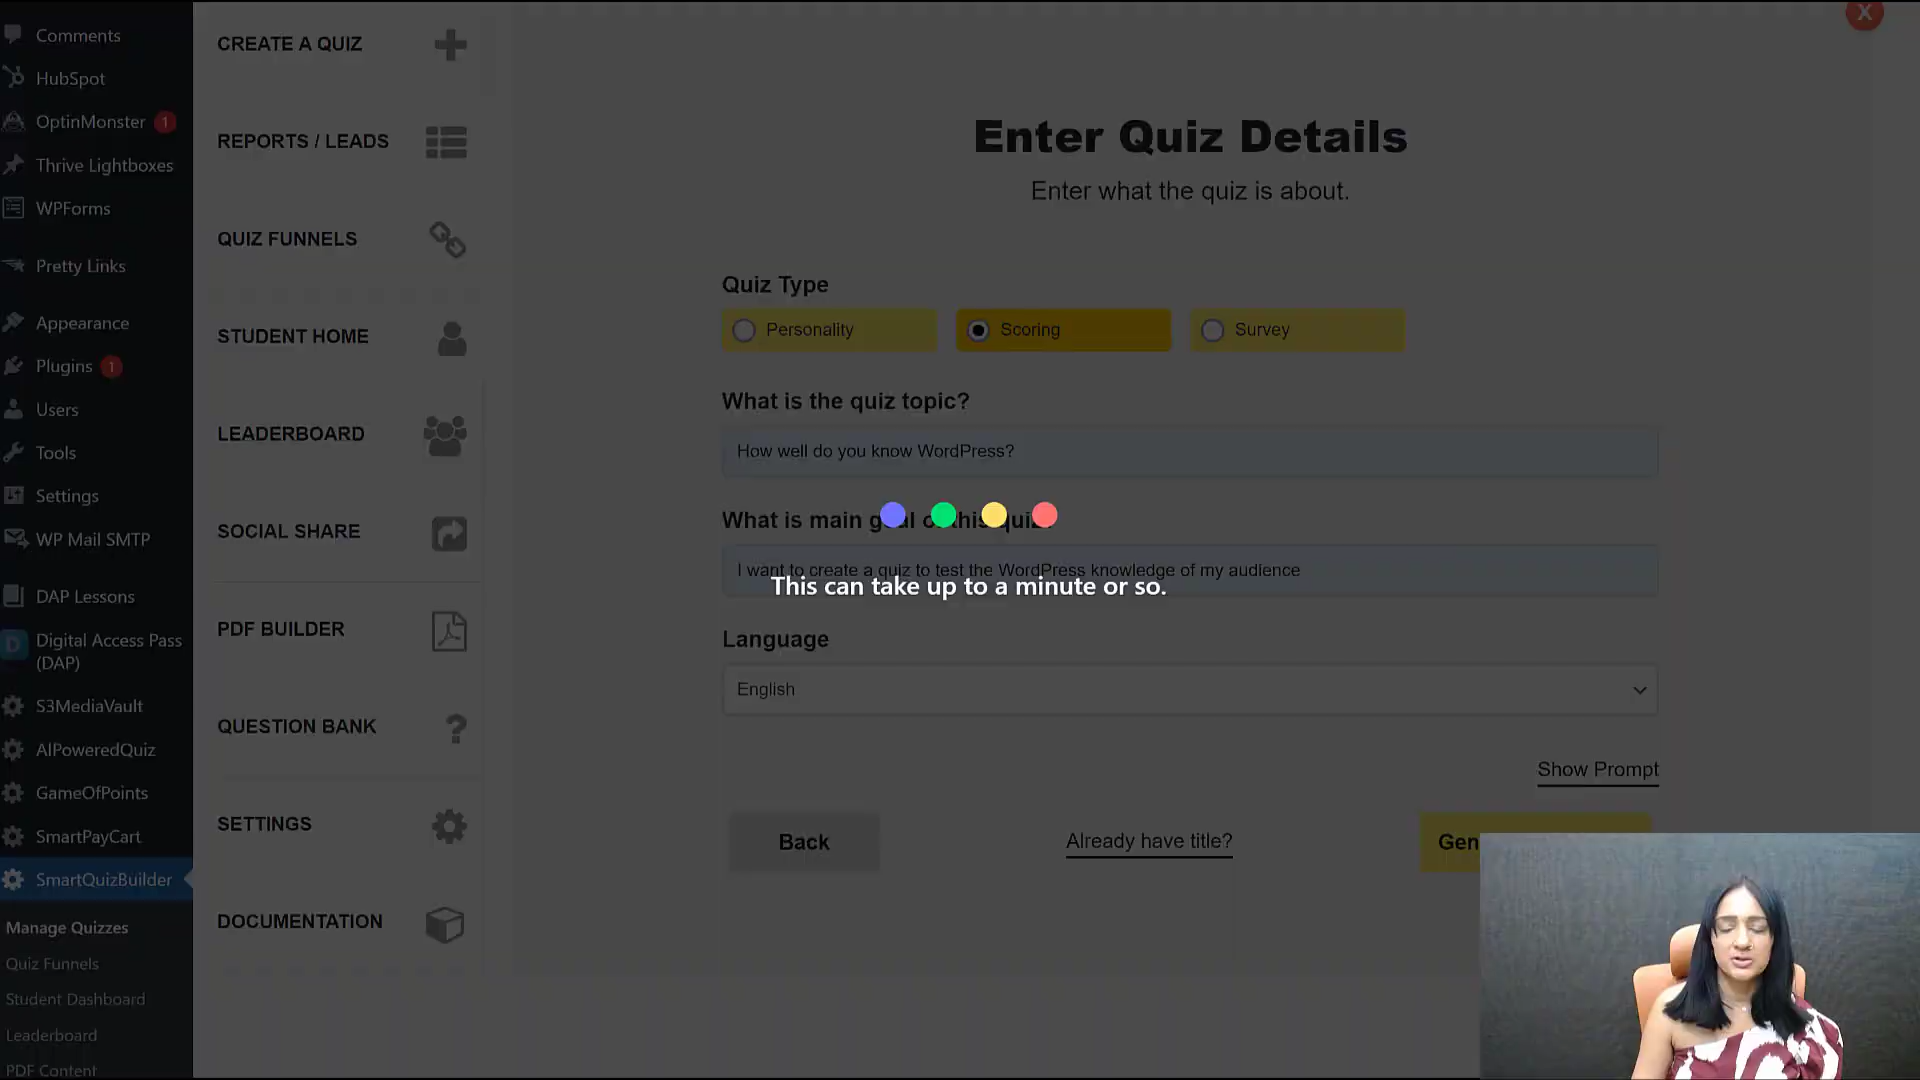 Comments
HubSpot
OptinMonster 1
Thrive Lightboxes
WPForms
Pretty Links
Appearance
Plugins 1
Users
Tools
Settings
WP Mail SMTP
DAP Lessons
D Digital Access Pass
(DAP)
S3MediaVault
AIPoweredQuiz
GameOfPoints
SmartPayCart
SmartQuizBuilder
Manage Quizzes
Quiz Funnels
Student Dashboard
Leaderboard
PDF Content
CREATE A QUIZ
REPORTS / LEADS
QUIZ FUNNELS
STUDENT HOME
LEADERBOARD
SOCIAL SHARE
PDF BUILDER
QUESTION BANK
?
SETTINGS
DOCUMENTATION
X
Enter Quiz Details
Enter what the quiz is about.
Quiz Type
Personality Scoring Survey
What is the quiz topic?
How well do you know WordPress?
What is main goal of this quiz
I want to create a quiz to test the WordPress knowledge of my audience
This can take up to a minute or so.
Language
English
Show Prompt
Back Already have title? Gen